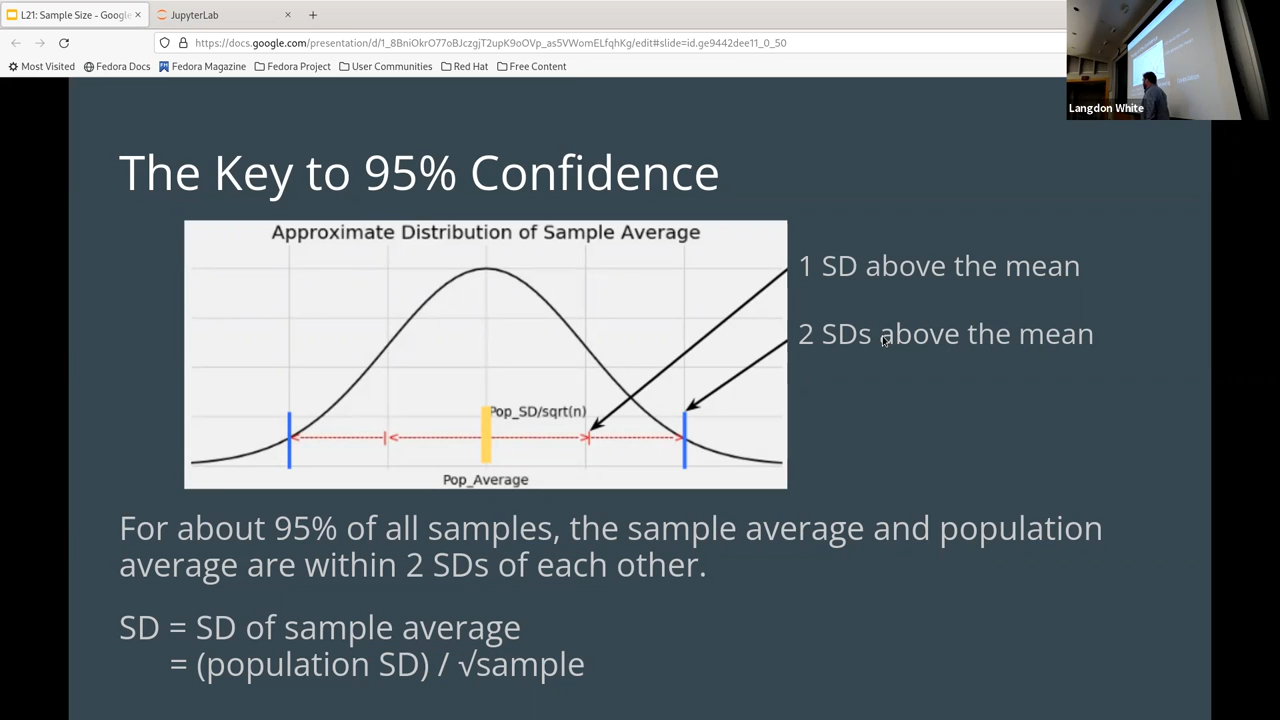 L21: Sample Size - Google
JupyterLab
https://docs.google.com/presentation/d/1_8BniOkrO77oBJczgjT2upK9oOVp_as5VWomELfqhKg/edit#slide=id.ge9442dee11_0_50
Most Visited
Fedora Docs
Fedora Magazine
Fedora Project
User Communities
Red Hat
Free Content
Langdon White
The Key to 95% Confidence
Approximate Distribution of Sample Average
1 SD above the mean
2 SDs above the mean
Pop_SD/sqrt(n)
Pop_Average
For about 95% of all samples, the sample average and population
average are within 2 SDs of each other.
SD = SD of sample average
= (population SD) / √sample